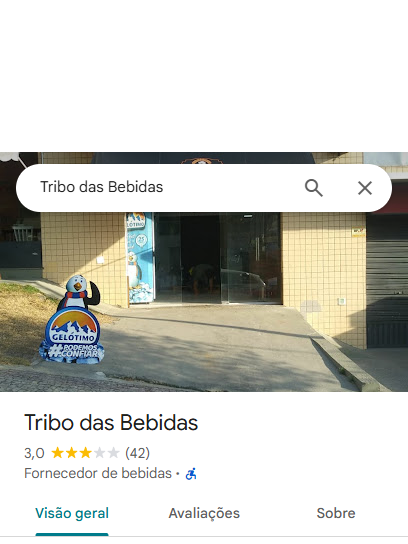 Tribo das Bebidas
GELÓTIMO
#PODEMOS
CONFIAR
Tribo das Bebidas
3,0 (42)
Fornecedor de bebidas ·
Visão geral Avaliações Sobre